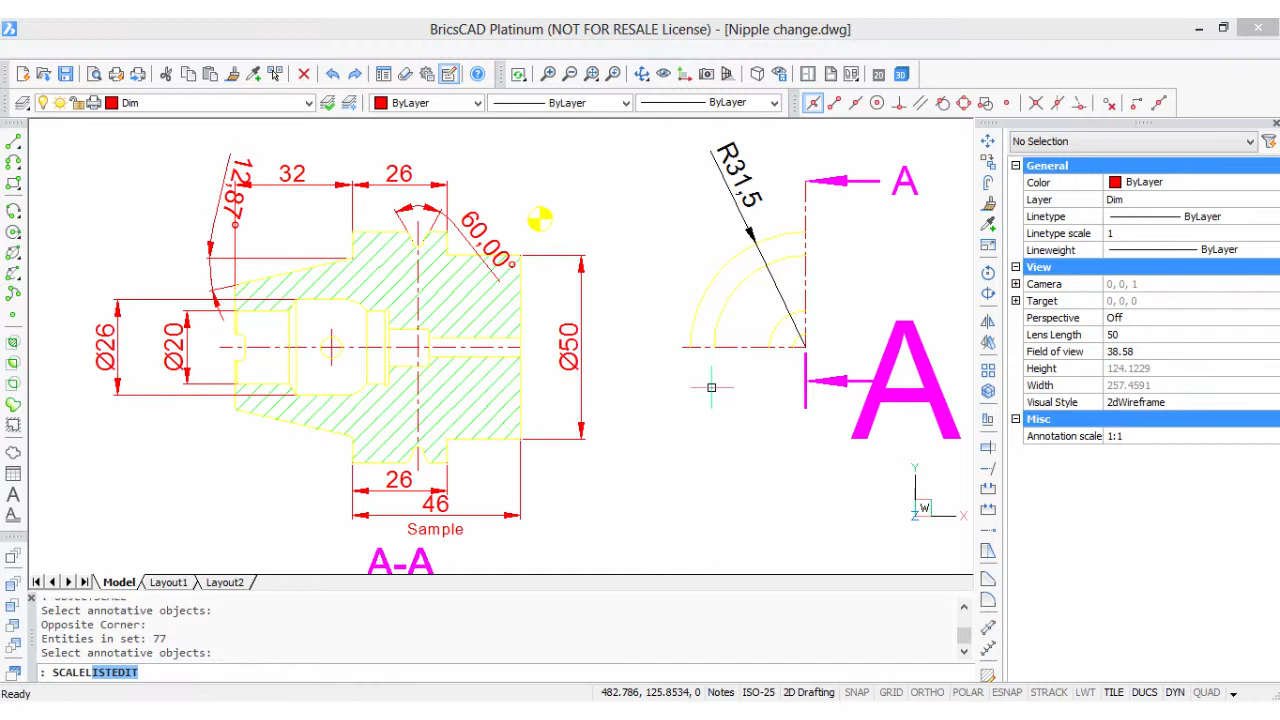 BricsCAD Platinum (NOT FOR RESALE License) - [Nipple change.dwg]
Dim
ByLayer
ByLayer
ByLayer
No Selection
General
Color ByLayer
Layer Dim
Linetype ByLayer
Linetype scale 1
Lineweight ByLayer
View
Camera 0, 0, 1
Target 0, 0, 0
Perspective Off
Lens Length 50
Field of view 38.58
Height 124.1229
Width 257.4591
Visual Style 2dWireframe
Misc
Annotation scale 1:1
12,87°
32
26
60,00°
R31,5
A
Ø26
Ø20
Ø50
A
26
46
Sample
A-A
Y
W
Z
X
Model Layout1 Layout2
Select annotative objects:
Opposite Corner:
Entities in set: 77
Select annotative objects:
: SCALELISTEDIT
Ready
482.786, 125.8534, 0 Notes ISO-25 2D Drafting SNAP GRID ORTHO POLAR ESNAP STRACK LWT TILE DUCS DYN QUAD